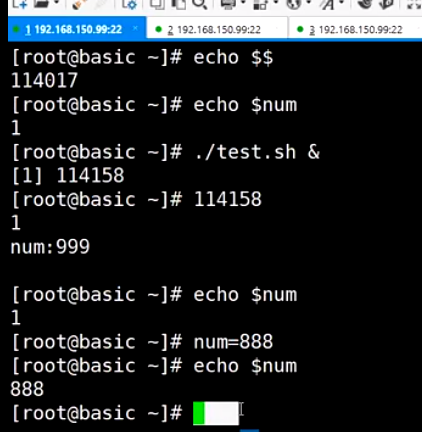 1 192.168.150.99:22
2 192.168.150.99:22
3 192.168.150.99:22
[root@basic ~]# echo $$
114017
[root@basic ~]# echo $num
1
[root@basic ~]# ./test.sh &
[1] 114158
[root@basic ~]# 114158
1
num:999
[root@basic ~]# echo $num
1
[root@basic ~]# num=888
[root@basic ~]# echo $num
888
[root@basic ~]#